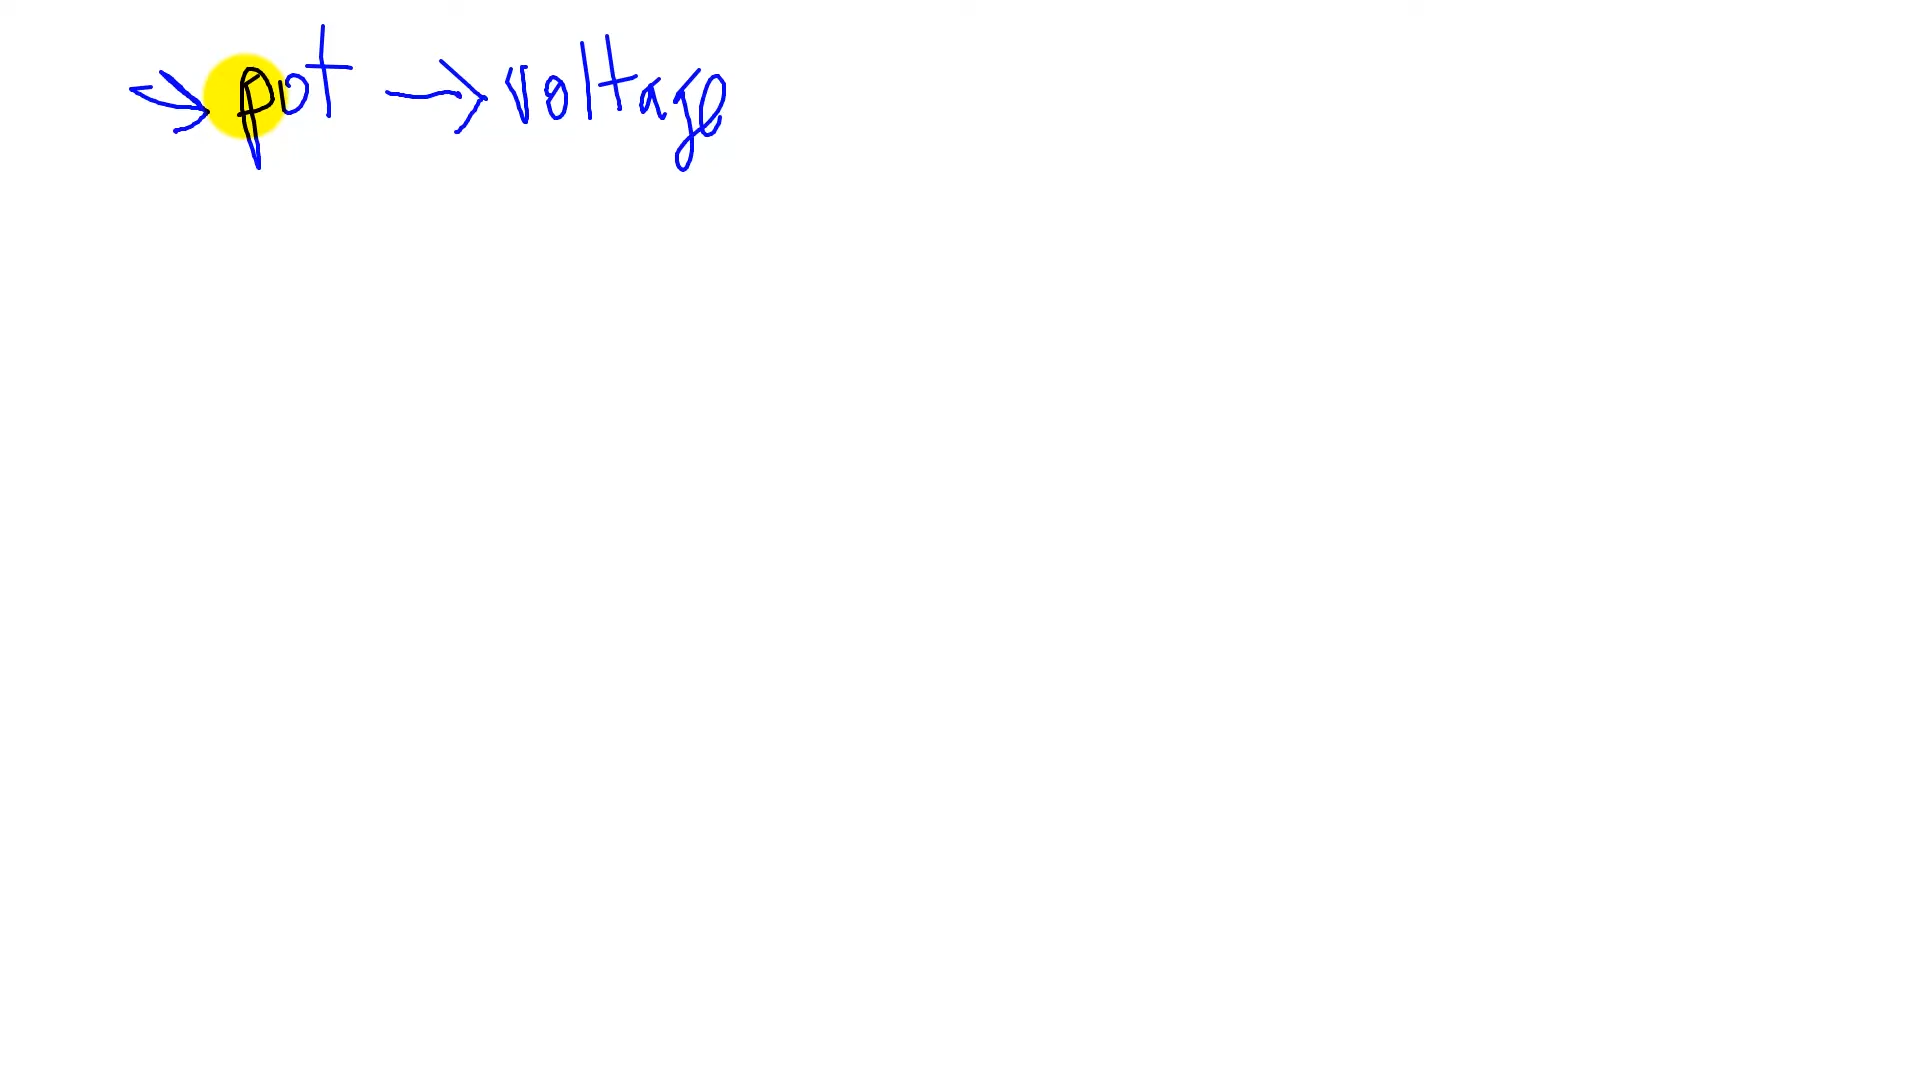 → pot → voltage